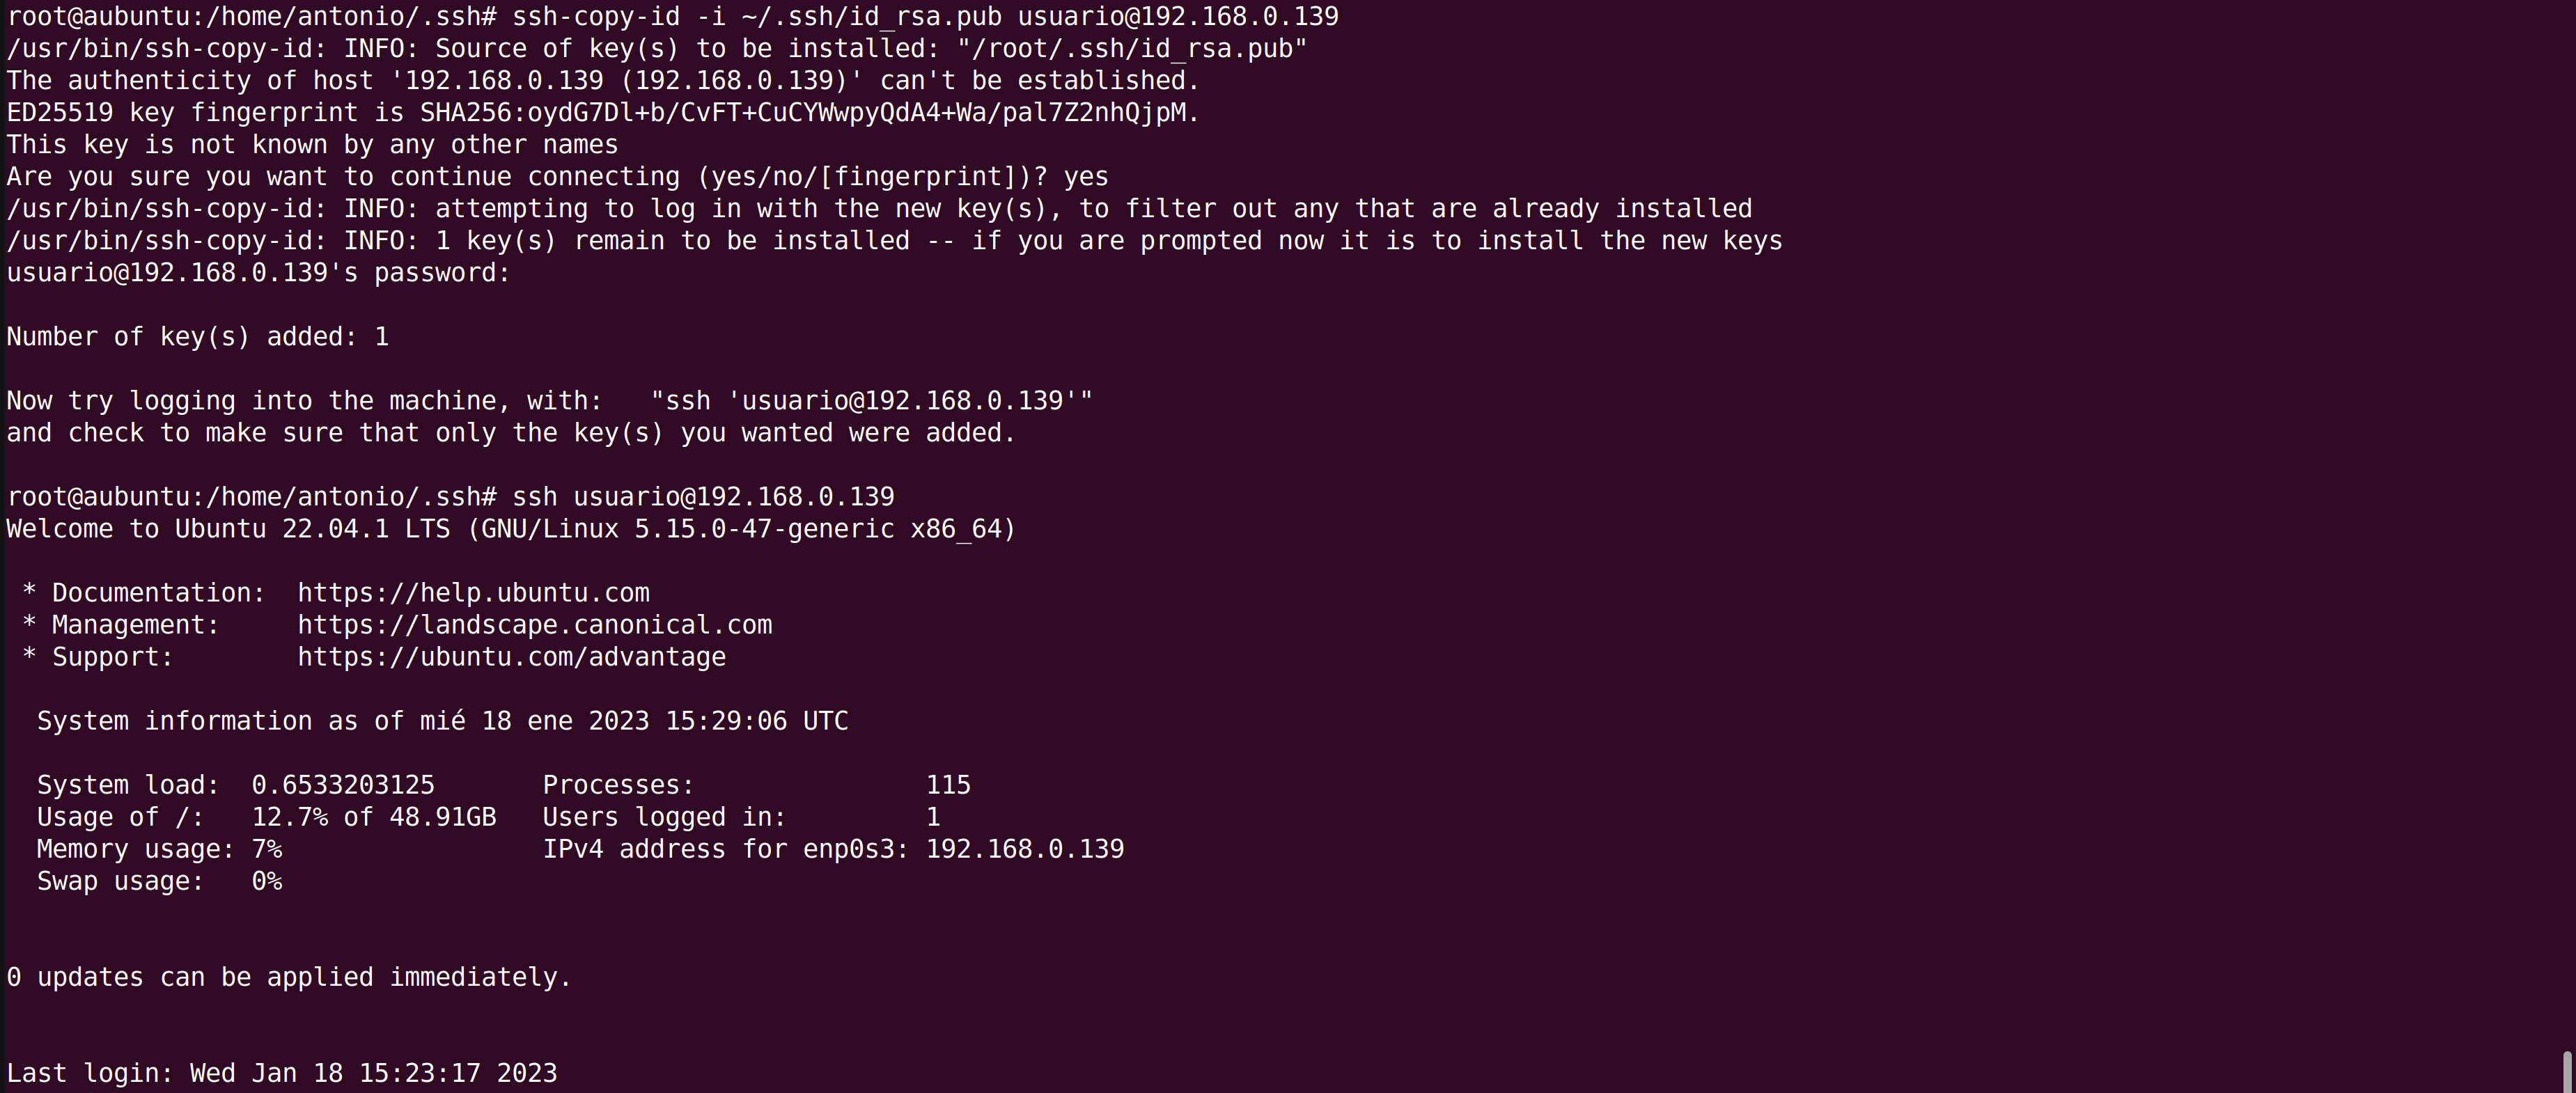 root@aubuntu:/home/antonio/.ssh# ssh-copy-id -i ~/.ssh/id_rsa.pub usuario@192.168.0.139
/usr/bin/ssh-copy-id: INFO: Source of key(s) to be installed: "/root/.ssh/id_rsa.pub"
The authenticity of host '192.168.0.139 (192.168.0.139)' can't be established.
ED25519 key fingerprint is SHA256:oydG7Dl+b/CvFT+CuCYWwpyQdA4+Wa/pal7Z2nhQjpM.
This key is not known by any other names
Are you sure you want to continue connecting (yes/no/[fingerprint])? yes
/usr/bin/ssh-copy-id: INFO: attempting to log in with the new key(s), to filter out any that are already installed
/usr/bin/ssh-copy-id: INFO: 1 key(s) remain to be installed -- if you are prompted now it is to install the new keys
usuario@192.168.0.139's password:
Number of key(s) added: 1
Now try logging into the machine, with:   "ssh 'usuario@192.168.0.139'"
and check to make sure that only the key(s) you wanted were added.
root@aubuntu:/home/antonio/.ssh# ssh usuario@192.168.0.139
Welcome to Ubuntu 22.04.1 LTS (GNU/Linux 5.15.0-47-generic x86_64)
 * Documentation:  https://help.ubuntu.com
 * Management:     https://landscape.canonical.com
 * Support:        https://ubuntu.com/advantage
  System information as of mié 18 ene 2023 15:29:06 UTC
  System load:  0.6533203125       Processes:               115
  Usage of /:   12.7% of 48.91GB   Users logged in:         1
  Memory usage: 7%                 IPv4 address for enp0s3: 192.168.0.139
  Swap usage:   0%
0 updates can be applied immediately.
Last login: Wed Jan 18 15:23:17 2023